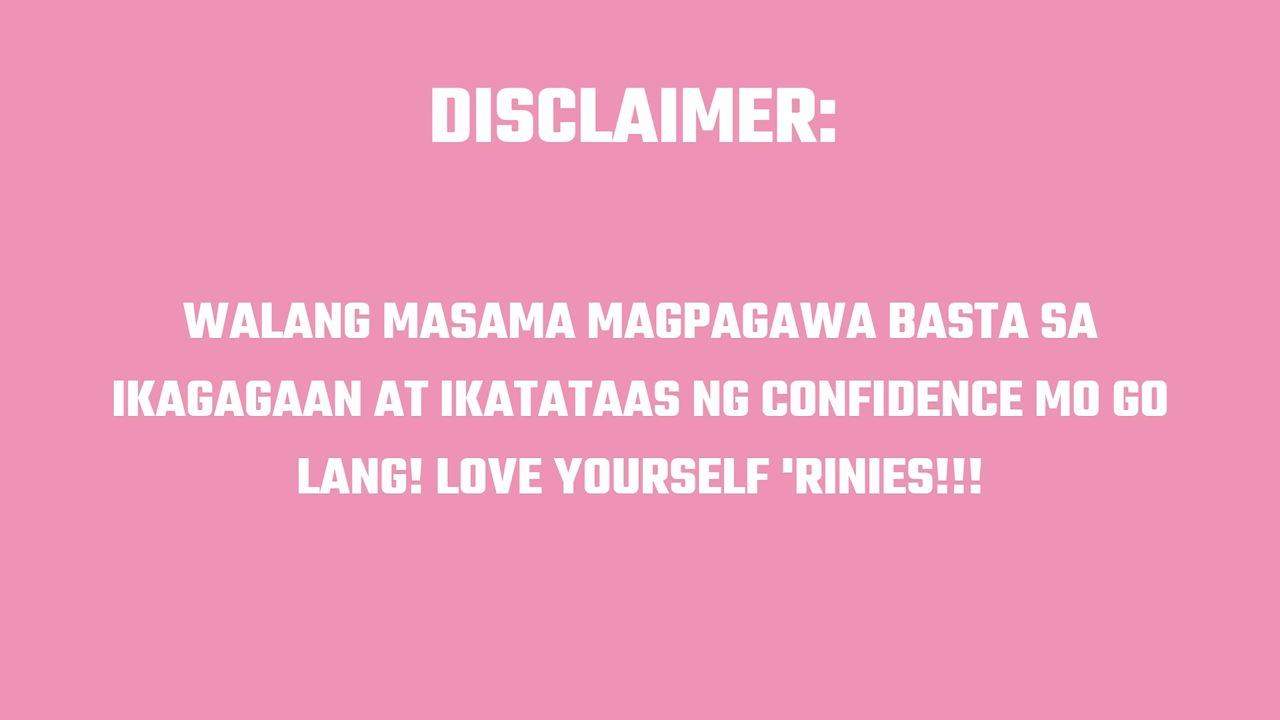 DISCLAIMER:
WALANG MASAMA MAGPAGAWA BASTA SA
IKAGAGAAN AT IKATATAAS NG CONFIDENCE MO GO
LANG! LOVE YOURSELF 'RINIES!!!